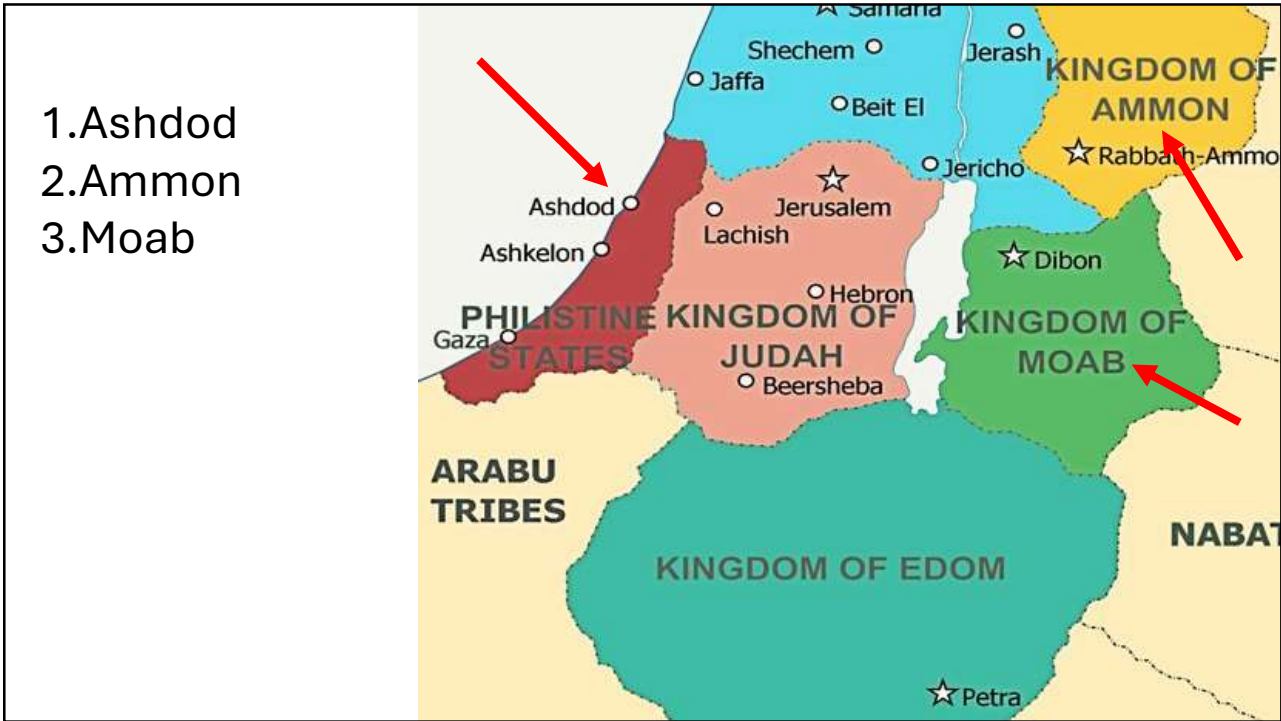 1.Ashdod
2.Ammon
3.Moab
Samaria
Shechem
Jerash
KINGDOM OF
AMMON
Jaffa
Beit El
Rabbath-Ammo
Jericho
Ashdod
Jerusalem
Lachish
Ashkelon
Dibon
Hebron
PHILISTINE
STATES
Gaza
KINGDOM OF
JUDAH
KINGDOM OF
MOAB
Beersheba
ARABU
TRIBES
NABAT
KINGDOM OF EDOM
Petra